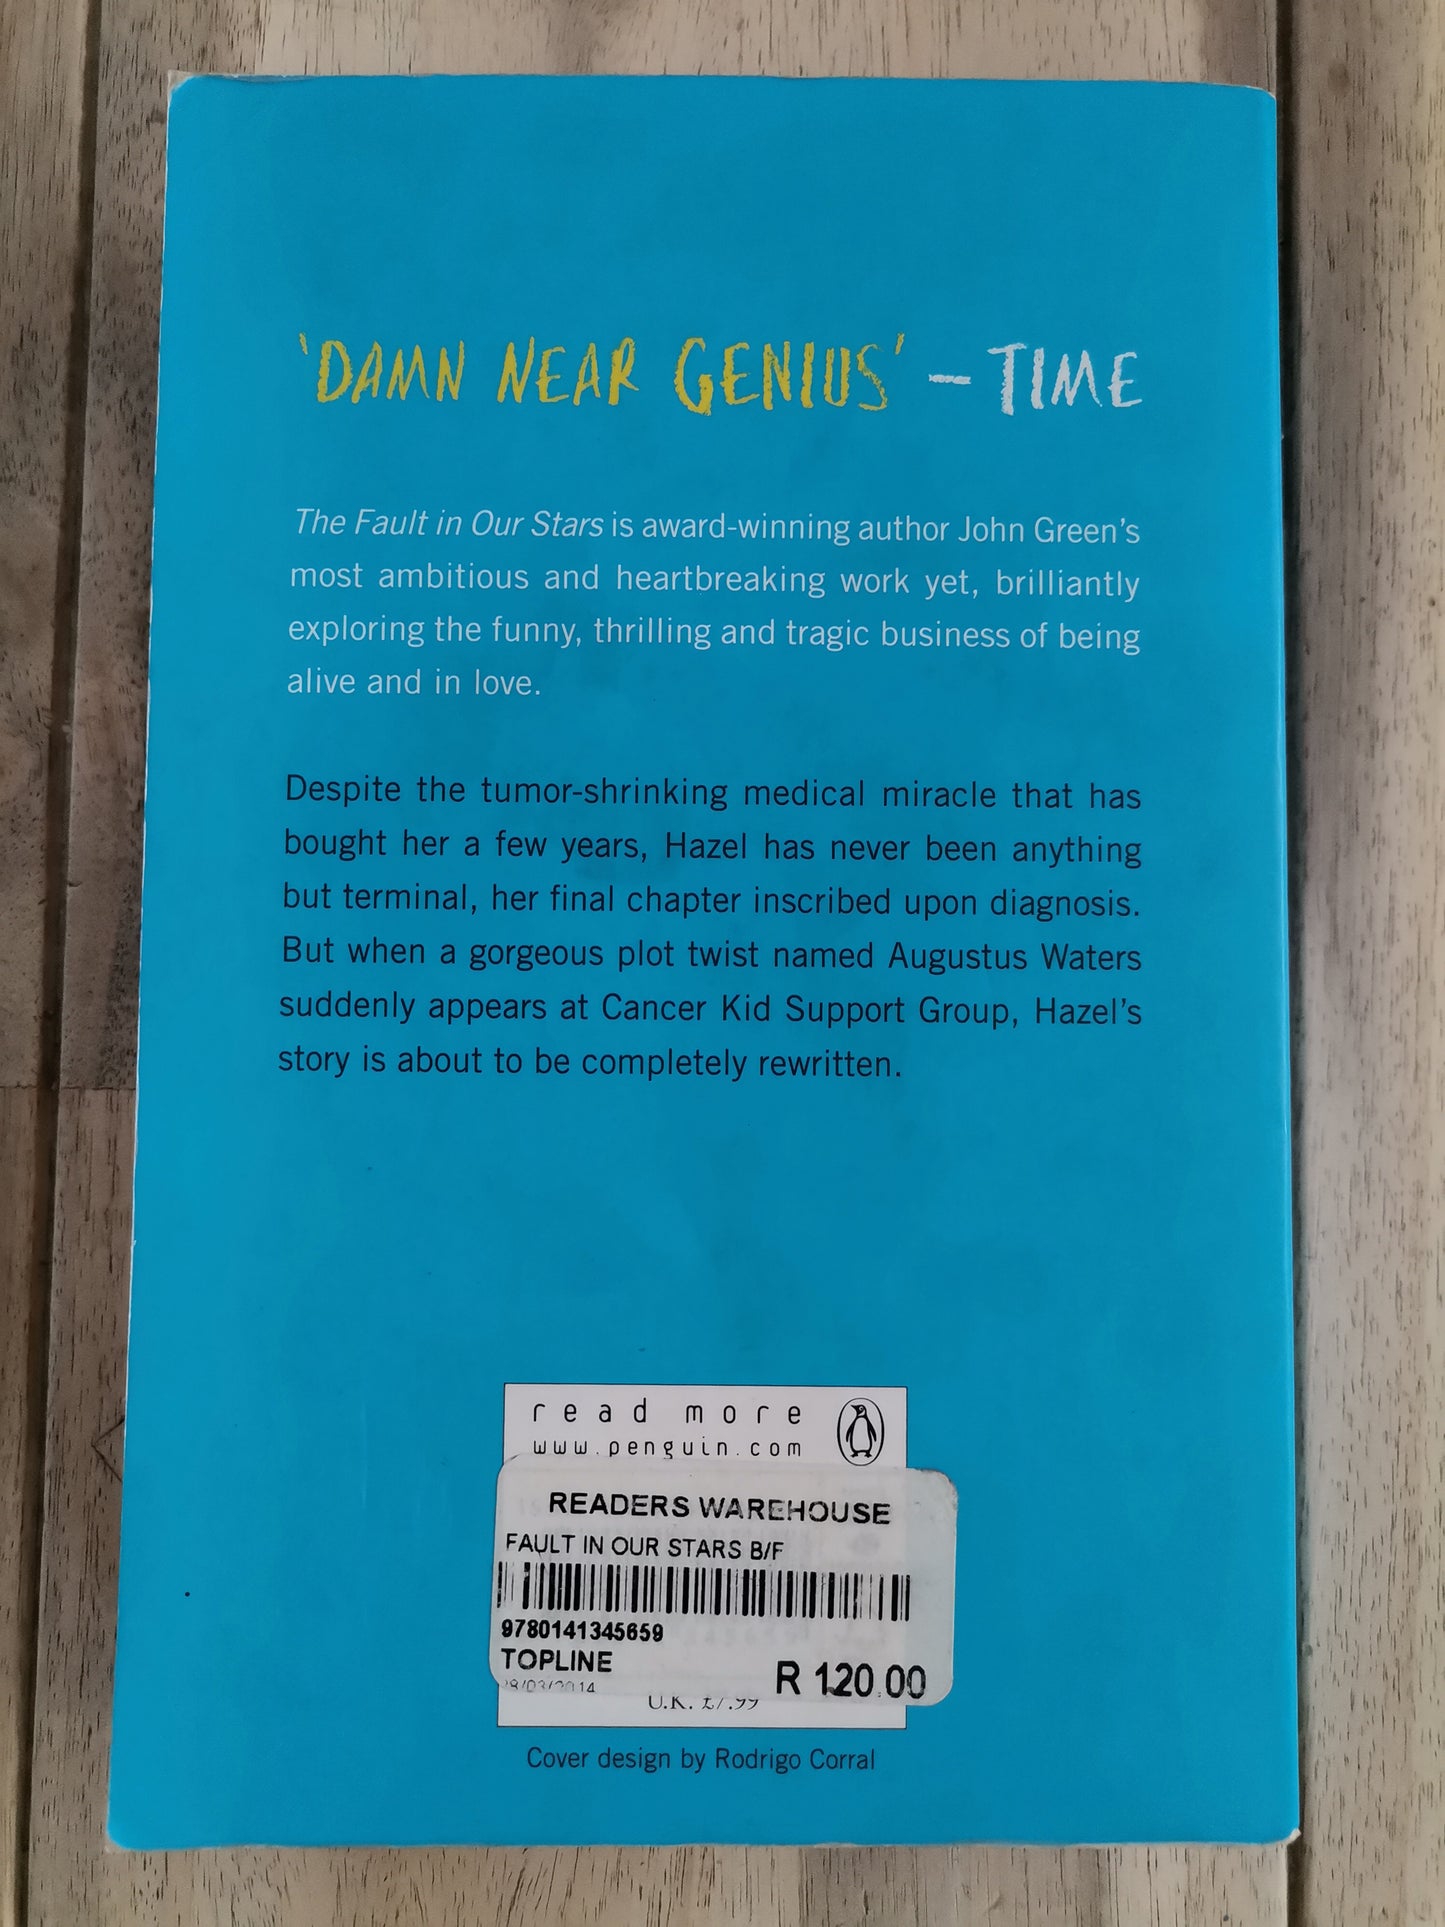 'DAMN NEAR GENIUS' – TIME
The Fault in Our Stars is award-winning author John Green's
most ambitious and heartbreaking work yet, brilliantly
exploring the funny, thrilling and tragic business of being
alive and in love.
Despite the tumor-shrinking medical miracle that has
bought her a few years, Hazel has never been anything
but terminal, her final chapter inscribed upon diagnosis.
But when a gorgeous plot twist named Augustus Waters
suddenly appears at Cancer Kid Support Group, Hazel's
story is about to be completely rewritten.
read more
www.penguin.com
READERS WAREHOUSE
FAULT IN OUR STARS B/F
9780141345659
TOPLINE
R 120.00
U.K. £7.99
Cover design by Rodrigo Corral